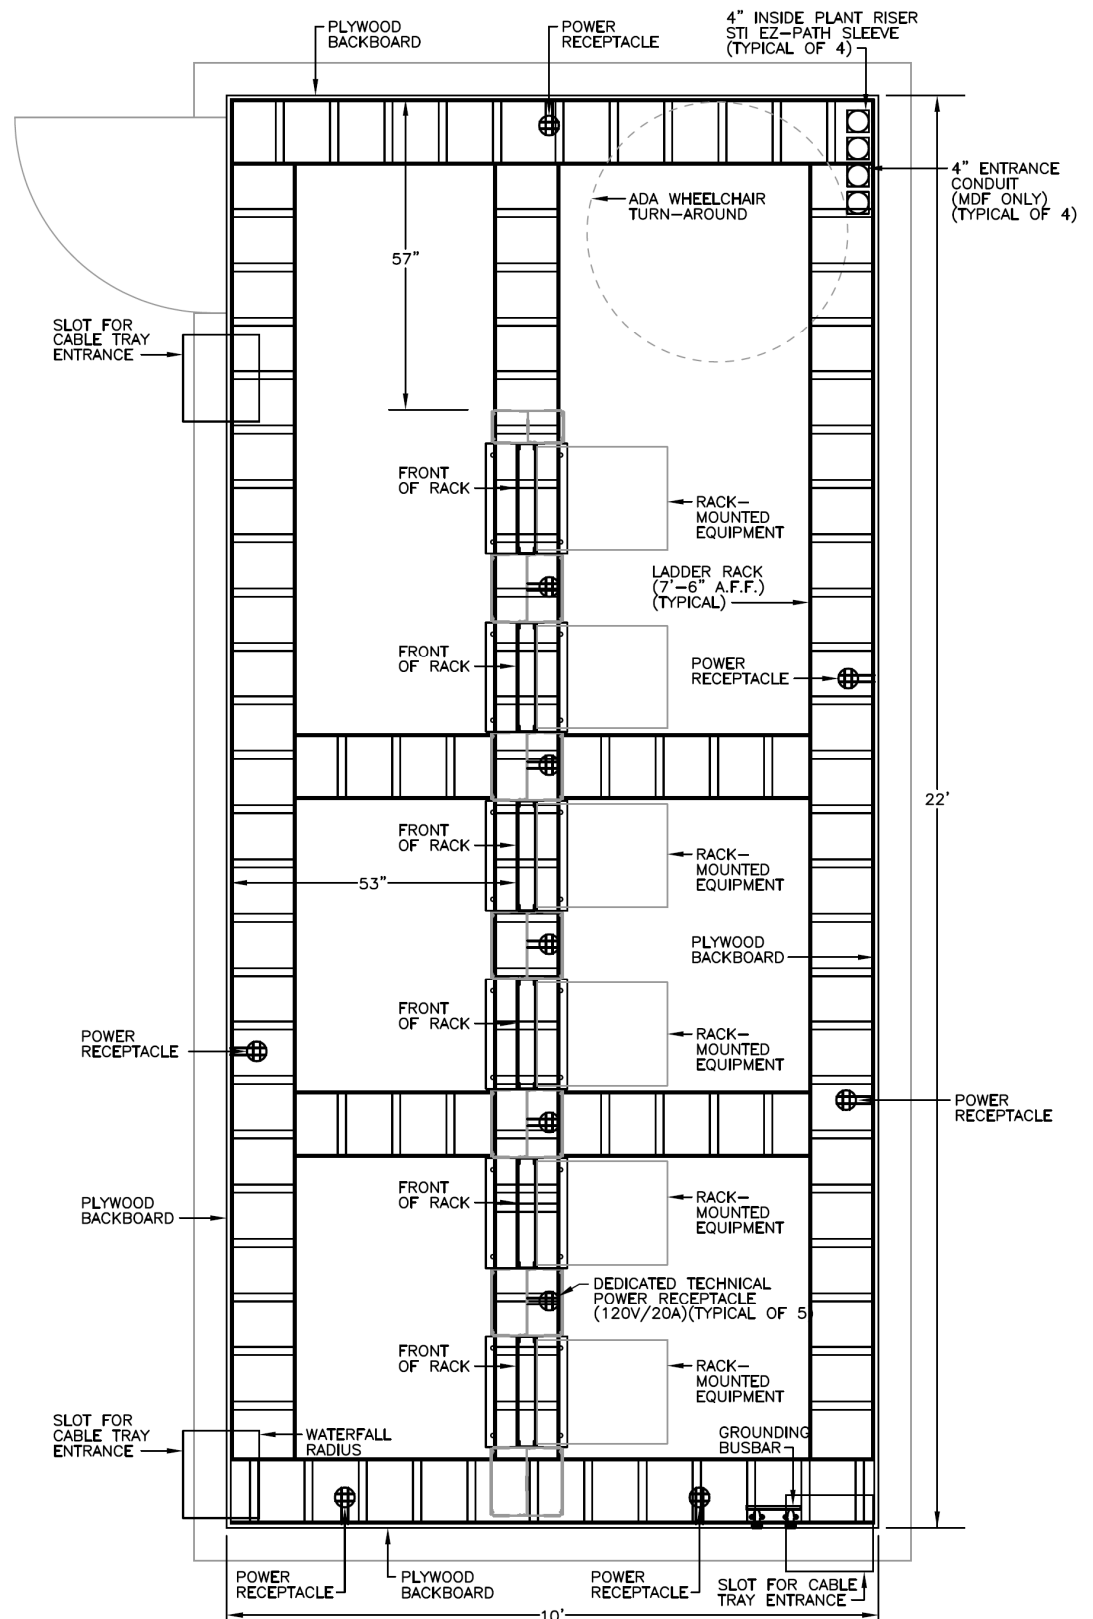 PLYWOOD
BACKBOARD
POWER
RECEPTACLE
4" INSIDE PLANT RISER
STI EZ-PATH SLEEVE
(TYPICAL OF 4)
4" ENTRANCE
CONDUIT
(MDF ONLY)
(TYPICAL OF 4)
ADA WHEELCHAIR
TURN-AROUND
57"
SLOT FOR
CABLE TRAY
ENTRANCE
FRONT
OF RACK
RACK-
MOUNTED
EQUIPMENT
LADDER RACK
(7'-6" A.F.F.)
(TYPICAL)
FRONT
OF RACK
POWER
RECEPTACLE
22'
FRONT
OF RACK
RACK-
MOUNTED
EQUIPMENT
53"
PLYWOOD
BACKBOARD
FRONT
OF RACK
RACK-
MOUNTED
EQUIPMENT
POWER
RECEPTACLE
POWER
RECEPTACLE
PLYWOOD
BACKBOARD
FRONT
OF RACK
RACK-
MOUNTED
EQUIPMENT
DEDICATED TECHNICAL
POWER RECEPTACLE
(120V/20A)(TYPICAL OF 5)
FRONT
OF RACK
RACK-
MOUNTED
EQUIPMENT
SLOT FOR
CABLE TRAY
ENTRANCE
WATERFALL
RADIUS
GROUNDING
BUSBAR
POWER
RECEPTACLE
PLYWOOD
BACKBOARD
POWER
RECEPTACLE
SLOT FOR CABLE
TRAY ENTRANCE
10'